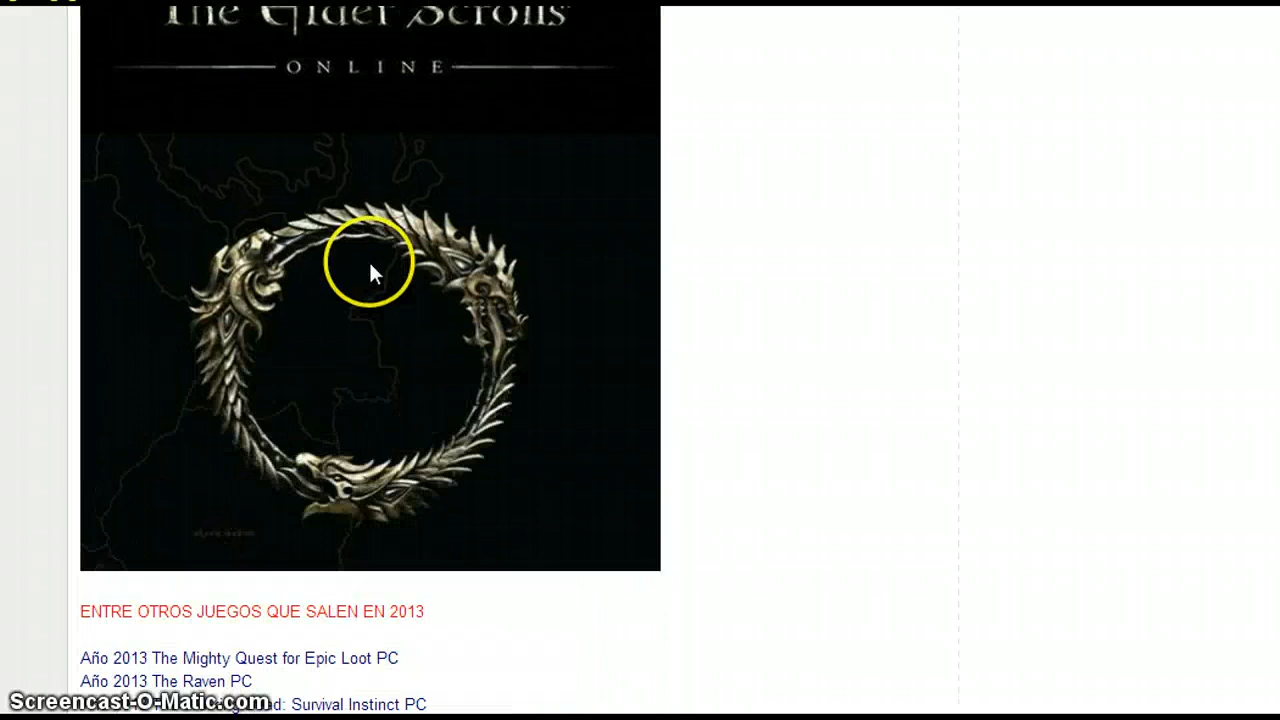 The Elder Scrolls
ONLINE
ENTRE OTROS JUEGOS QUE SALEN EN 2013
Año 2013 The Mighty Quest for Epic Loot PC
Año 2013 The Raven PC
Survival Instinct PC
Screencast-O-Matic.com